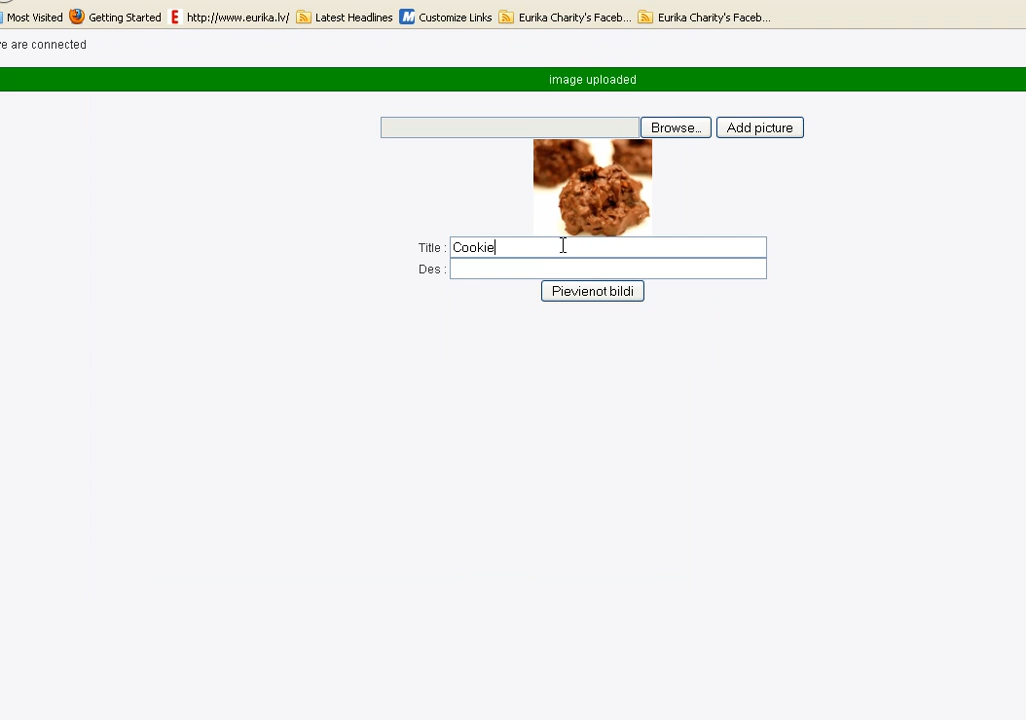 Most Visited Getting Started http://www.eurika.lv/ Latest Headlines Customize Links Eurika Charity's Faceb... Eurika Charity's Faceb...
e are connected
image uploaded
Browse... Add picture
Title : Cookie
Des :
Pievienot bildi